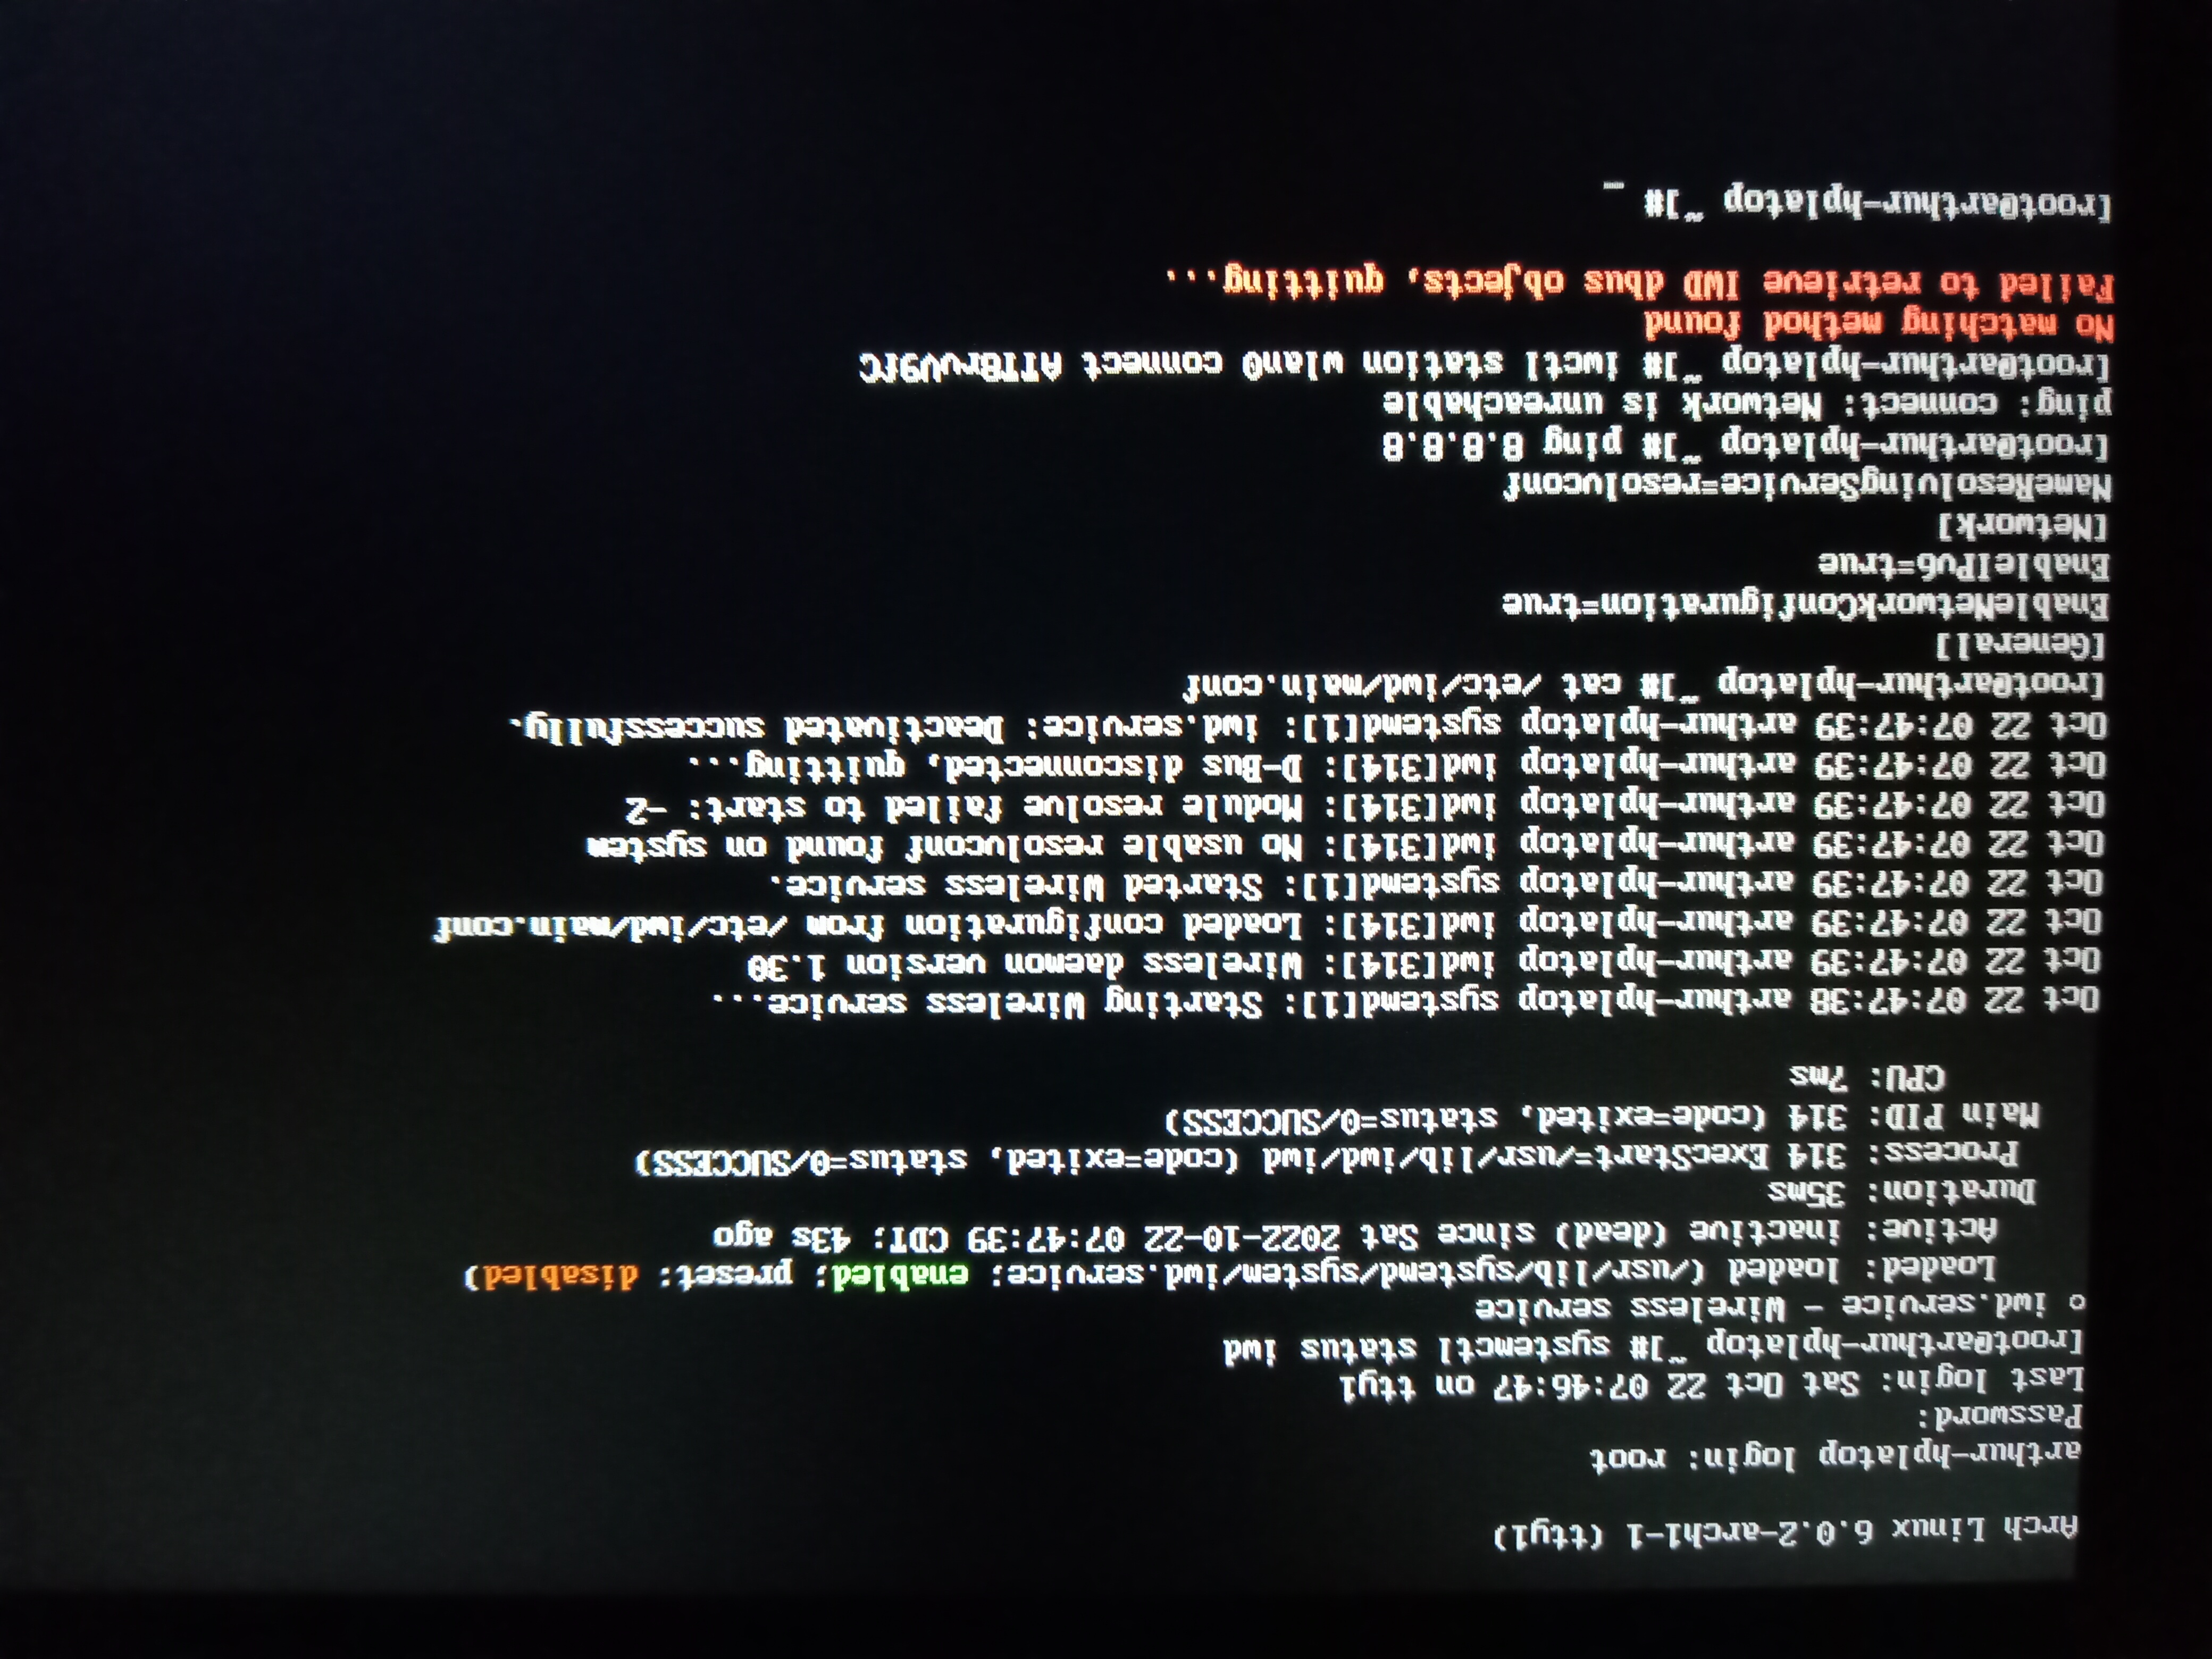 Arch Linux 6.0.2-arch1-1 (tty1)
arthur-hplatop login: root
Password:
Last login: Sat Oct 22 07:46:47 on tty1
[root@arthur-hplatop ~]# systemctl status iwd
○ iwd.service - Wireless service
Loaded: loaded (/usr/lib/systemd/system/iwd.service; enabled; preset: disabled)
Active: inactive (dead) since Sat 2022-10-22 07:47:39 CDT; 43s ago
Duration: 35ms
Process: 314 ExecStart=/usr/lib/iwd/iwd (code=exited, status=0/SUCCESS)
Main PID: 314 (code=exited, status=0/SUCCESS)
CPU: 7ms
Oct 22 07:47:38 arthur-hplatop systemd[1]: Starting Wireless service...
Oct 22 07:47:39 arthur-hplatop iwd[314]: Wireless daemon version 1.30
Oct 22 07:47:39 arthur-hplatop iwd[314]: Loaded configuration from /etc/iwd/main.conf
Oct 22 07:47:39 arthur-hplatop systemd[1]: Started Wireless service.
Oct 22 07:47:39 arthur-hplatop iwd[314]: No usable resolvconf found on system
Oct 22 07:47:39 arthur-hplatop iwd[314]: Module resolve failed to start: -2
Oct 22 07:47:39 arthur-hplatop iwd[314]: D-Bus disconnected, quitting...
Oct 22 07:47:39 arthur-hplatop systemd[1]: iwd.service: Deactivated successfully.
[root@arthur-hplatop ~]# cat /etc/iwd/main.conf
[General]
EnableNetworkConfiguration=true
EnableIPv6=true
[Network]
NameResolvingService=resolvconf
[root@arthur-hplatop ~]# ping 8.8.8.8
ping: connect: Network is unreachable
[root@arthur-hplatop ~]# iwctl station wlan0 connect ATT8rvV9fC
No matching method found
Failed to retrieve IWD dbus objects, quitting...
[root@arthur-hplatop ~]# _